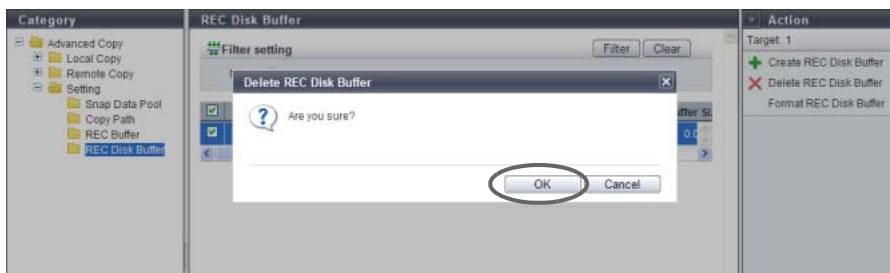 Category
Advanced Copy
Local Copy
Remote Copy
Setting
Snap Data Pool
Copy Path
REC Buffer
REC Disk Buffer
REC Disk Buffer
Filter setting
Filter
Clear
Delete REC Disk Buffer
Are you sure?
OK
Cancel
Action
Target: 1
Create REC Disk Buffer
Delete REC Disk Buffer
Format REC Disk Buffer